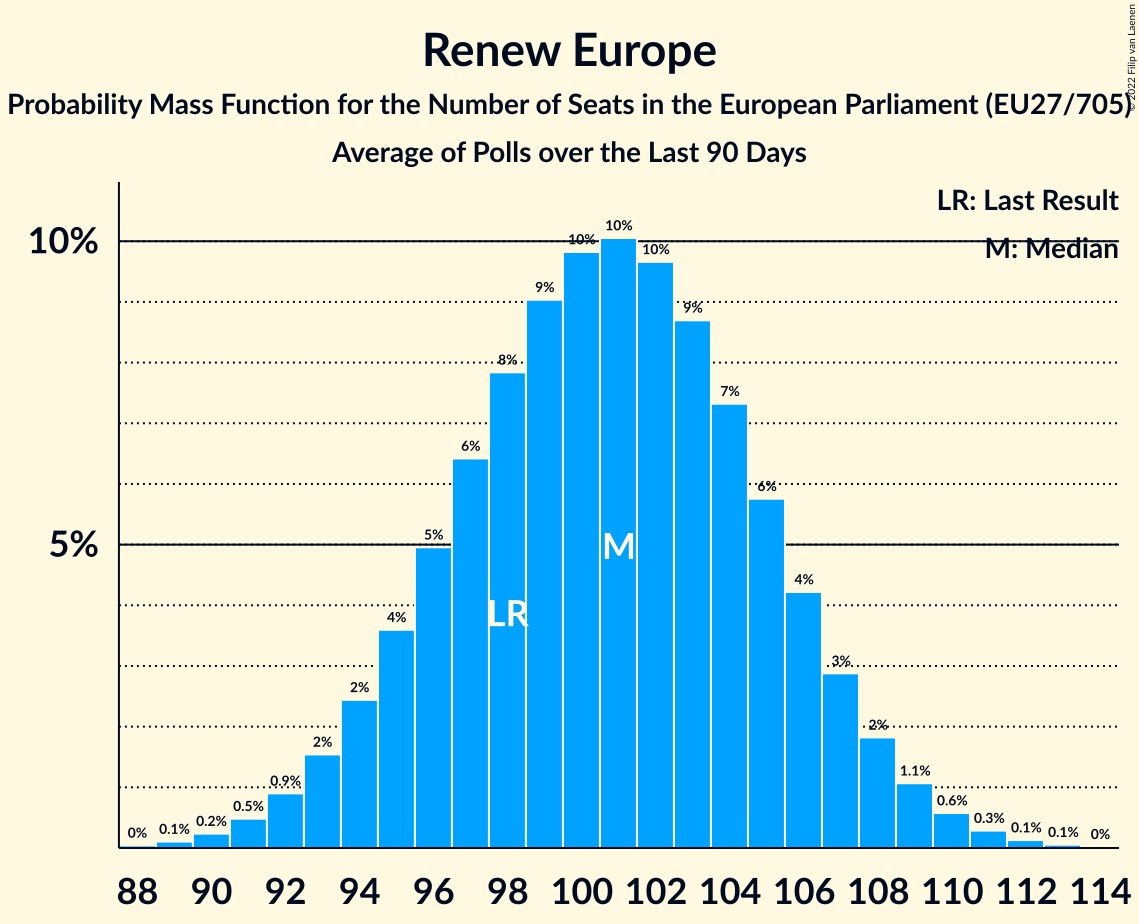 Renew Europe
Probability Mass Function for the Number of Seats in the European Parliament (EU27/705)
Average of Polls over the Last 90 Days
© 2022 Filip van Laenen
LR: Last Result
M: Median
10%
5%
0% 0.1% 0.2% 0.5% 0.9% 2% 2% 4% 5% 6% 8% 9% 10% 10% 10% 9% 7% 6% 4% 3% 2% 1.1% 0.6% 0.3% 0.1% 0.1% 0%
LR
M
88 90 92 94 96 98 100 102 104 106 108 110 112 114